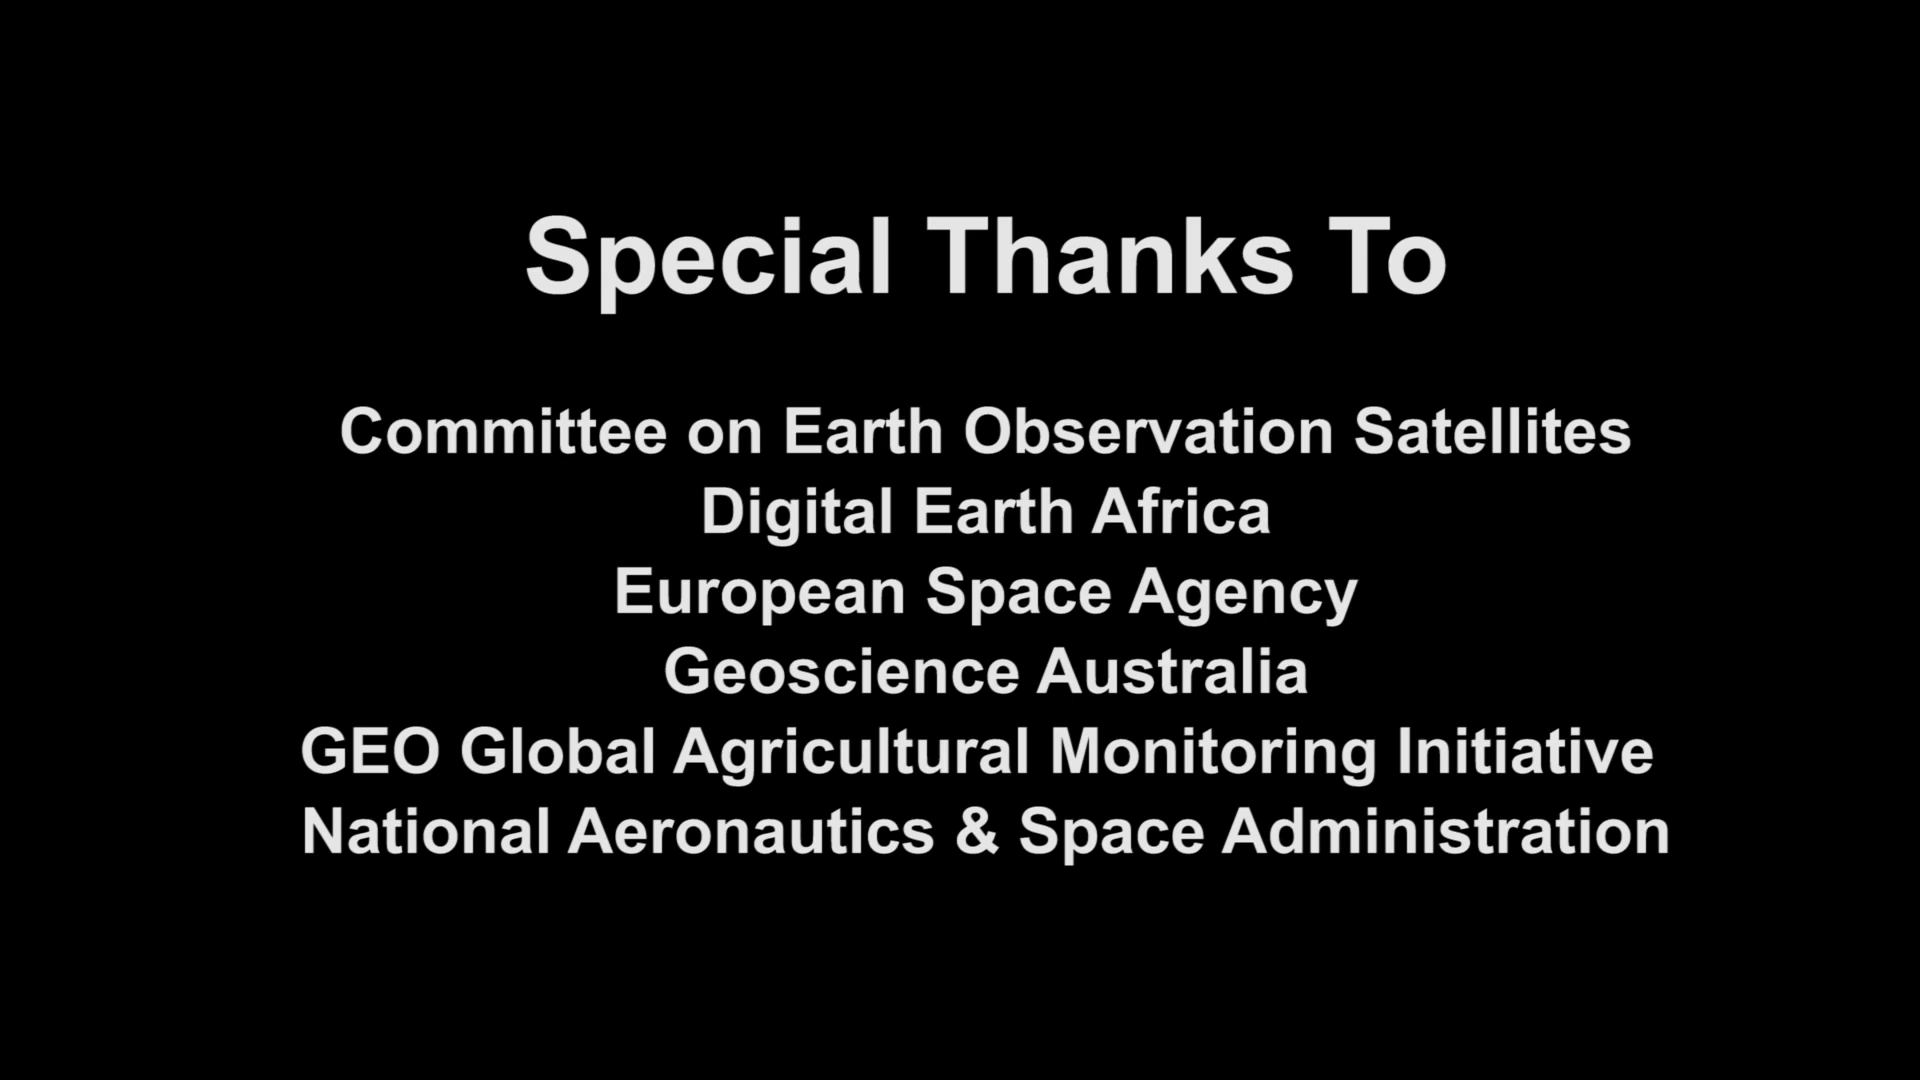 Special Thanks To
Committee on Earth Observation Satellites
Digital Earth Africa
European Space Agency
Geoscience Australia
GEO Global Agricultural Monitoring Initiative
National Aeronautics & Space Administration